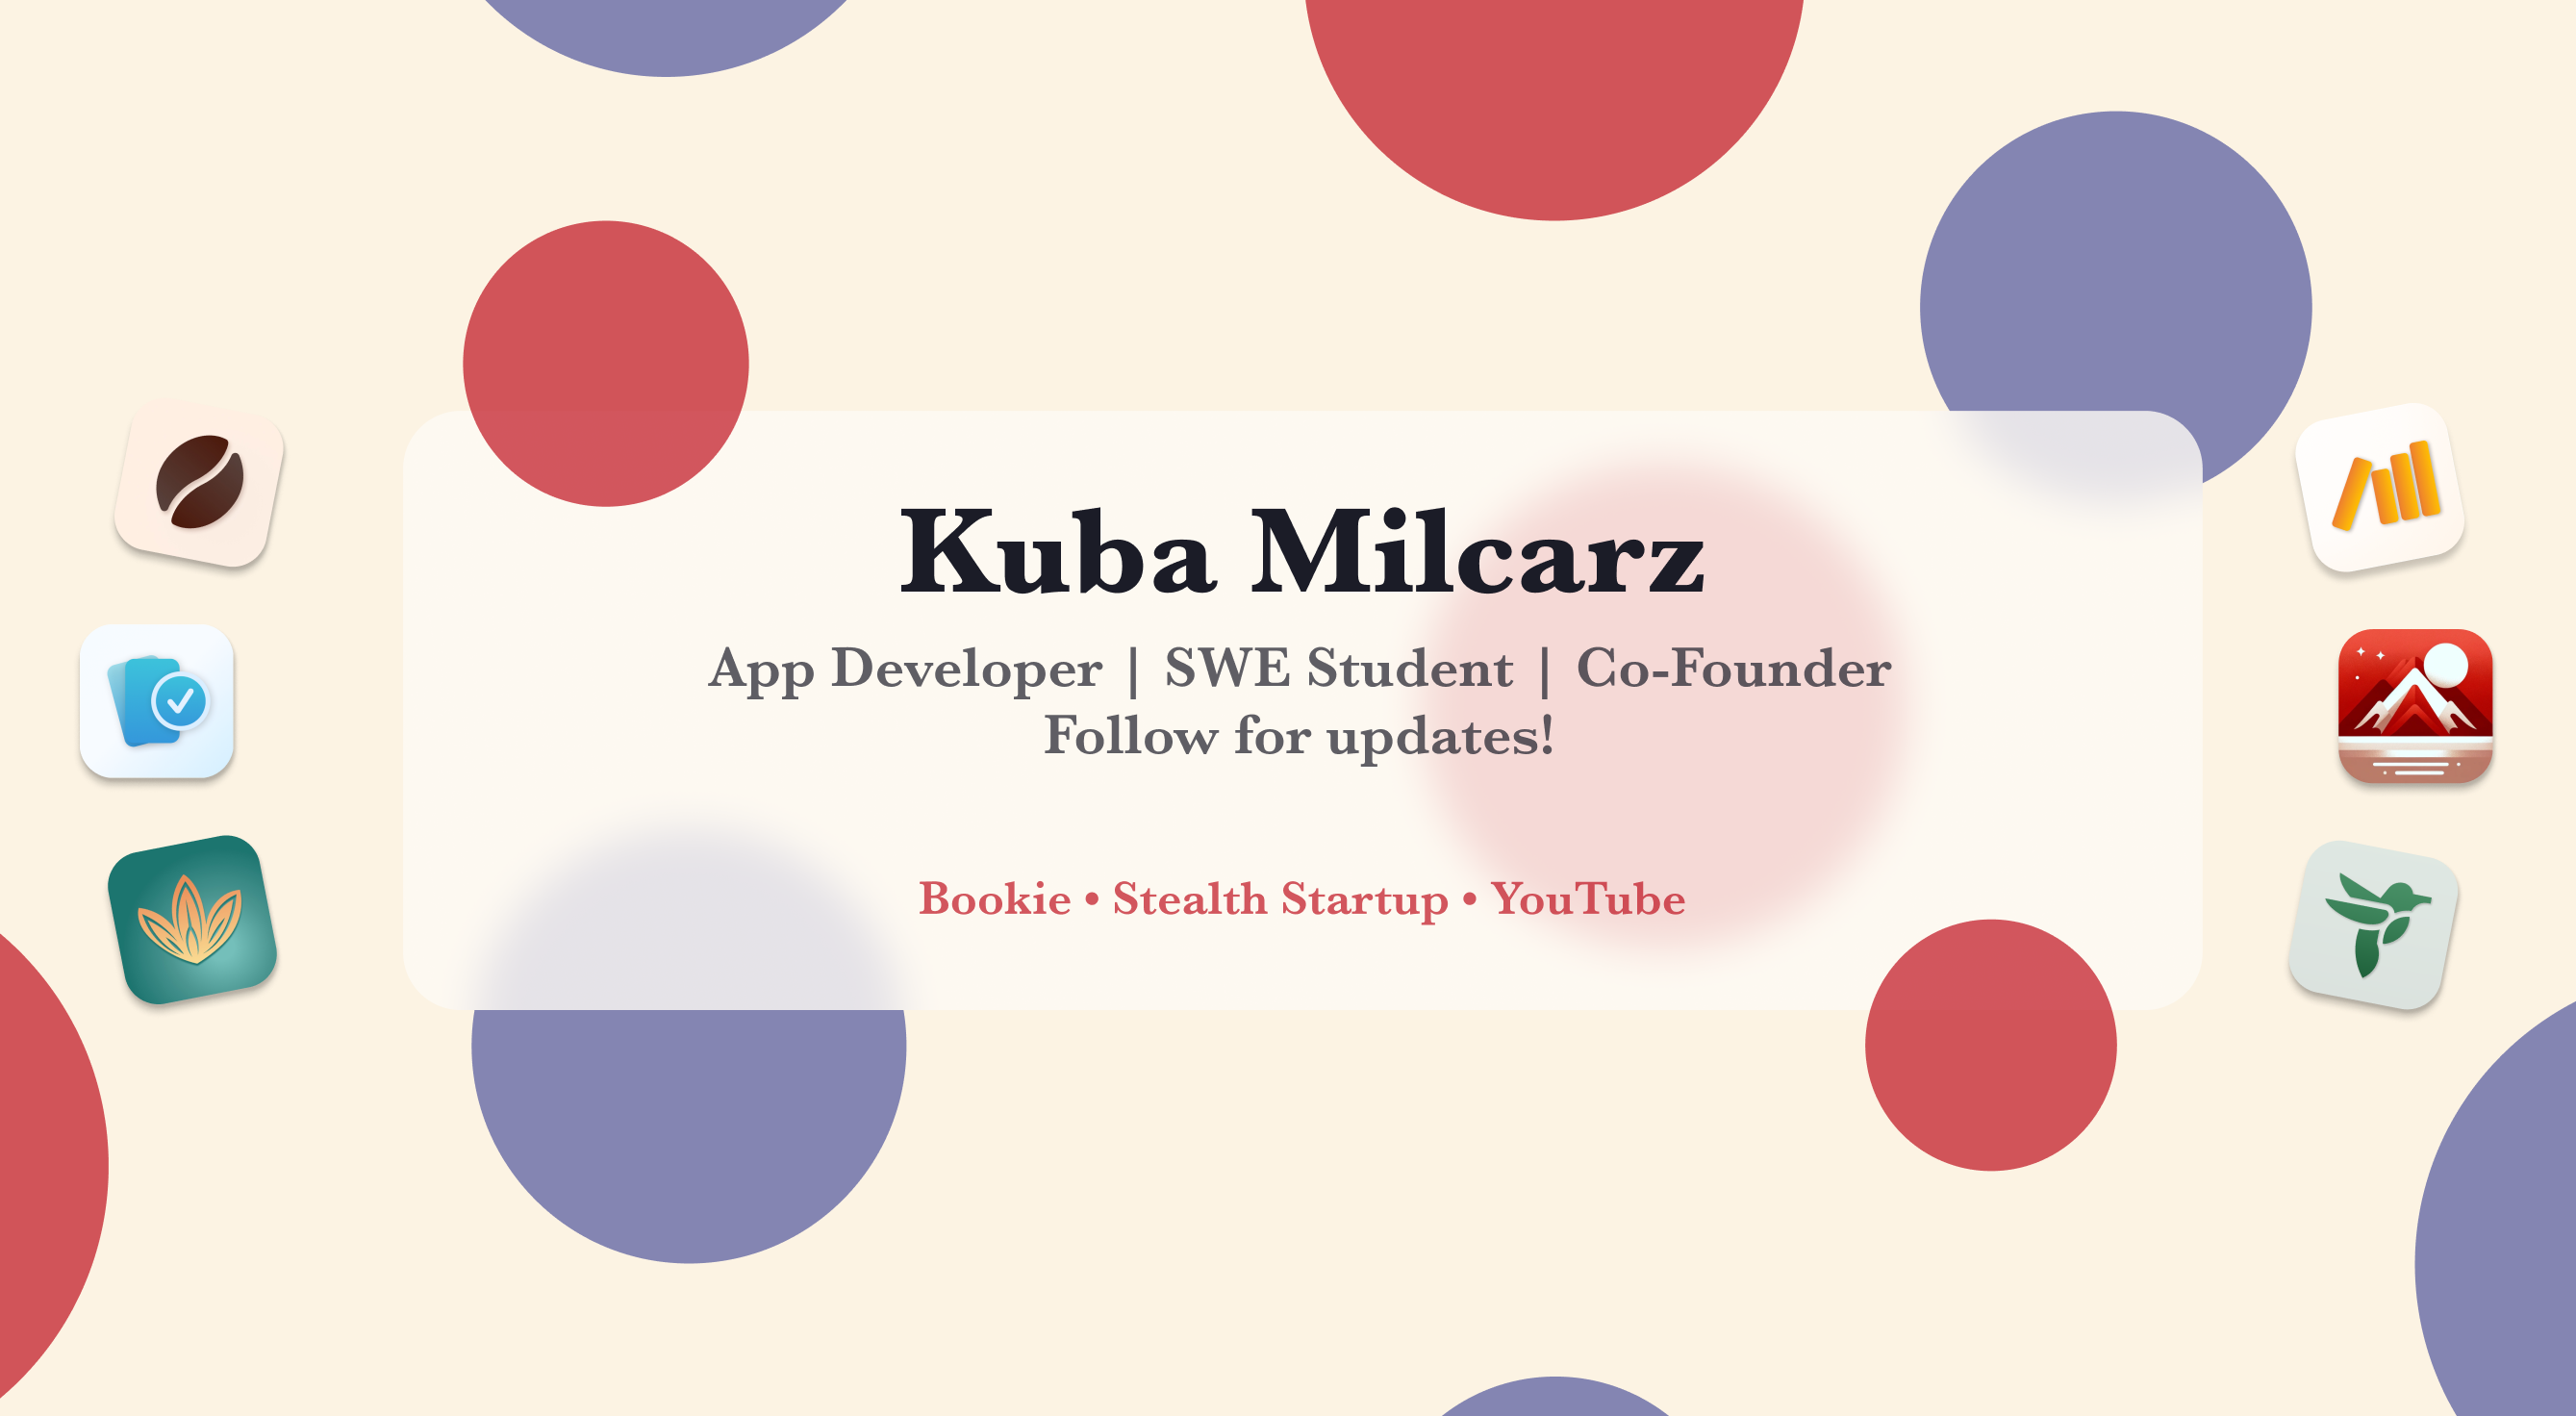 Kuba Milcarz
App Developer | SWE Student | Co-Founder
Follow for updates!
Bookie • Stealth Startup • YouTube